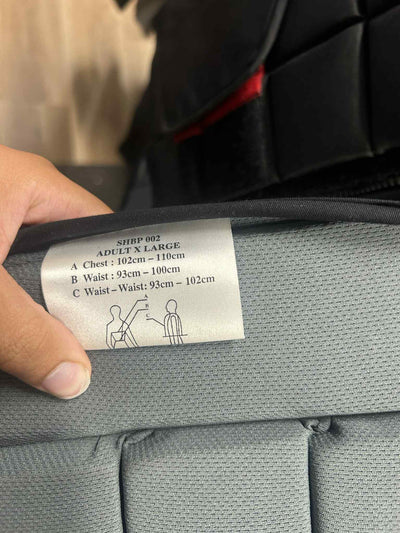 SHBP 002
ADULT X LARGE
A Chest : 102cm – 110cm
B Waist : 93cm – 100cm
C Waist – Waist: 93cm – 102cm
A
B
C